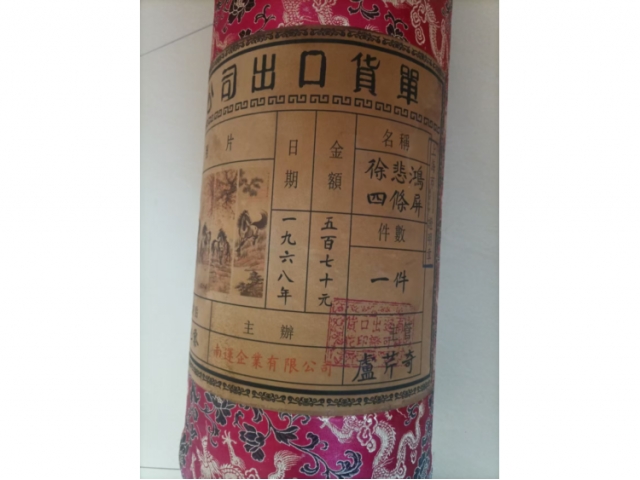 司出口貨單
名稱
徐悲鴻
四條屏
件數
一件
盧芹奇
金額
五百七十元
日期
一九六八年
片
主辦
企業有限公司